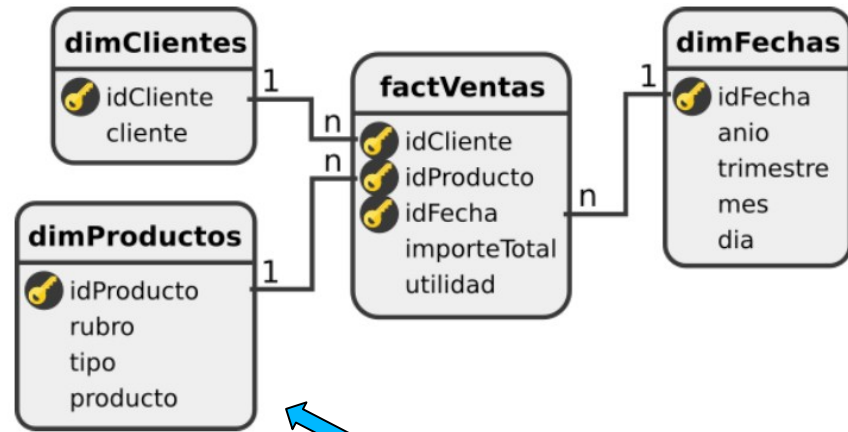 dimClientes
idCliente
cliente
1
n
dimProductos
idProducto
rubro
tipo
producto
1
n
factVentas
idCliente
idProducto
idFecha
importeTotal
utilidad
n
1
dimFechas
idFecha
anio
trimestre
mes
dia